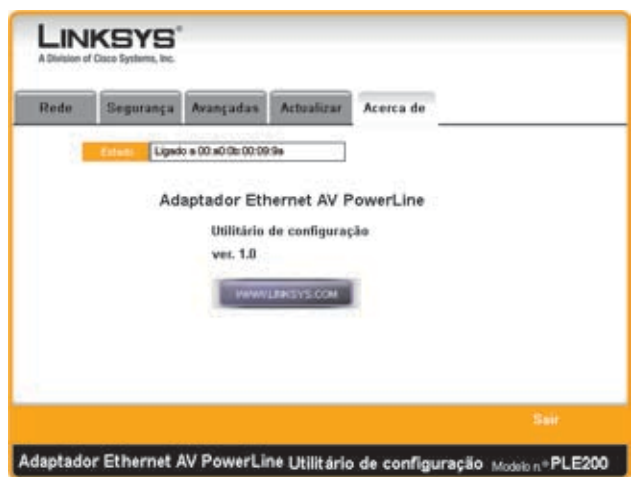 LINKSYS®
A Division of Cisco Systems, Inc.
Rede Segurança Avançadas Actualizar Acerca de
Estado Ligado a 00:a0:0b:00:09:9a
Adaptador Ethernet AV PowerLine
Utilitário de configuração
ver. 1.0
WWW.LINKSYS.COM
Sair
Adaptador Ethernet AV PowerLine Utilitário de configuração Modelo n.º PLE200